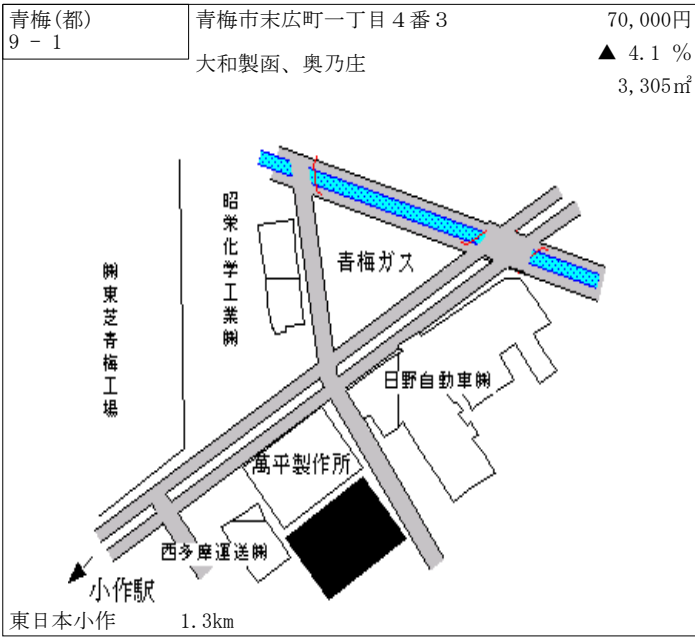 青梅(都)
9 - 1
青梅市末広町一丁目４番３
大和製函、奥乃庄
70,000円
▲ 4.1 %
3,305㎡
昭栄化学工業㈱
青梅ガス
㈱東芝青梅工場
日野自動車㈱
萬平製作所
西多摩運送㈱
小作駅
東日本小作 1.3km